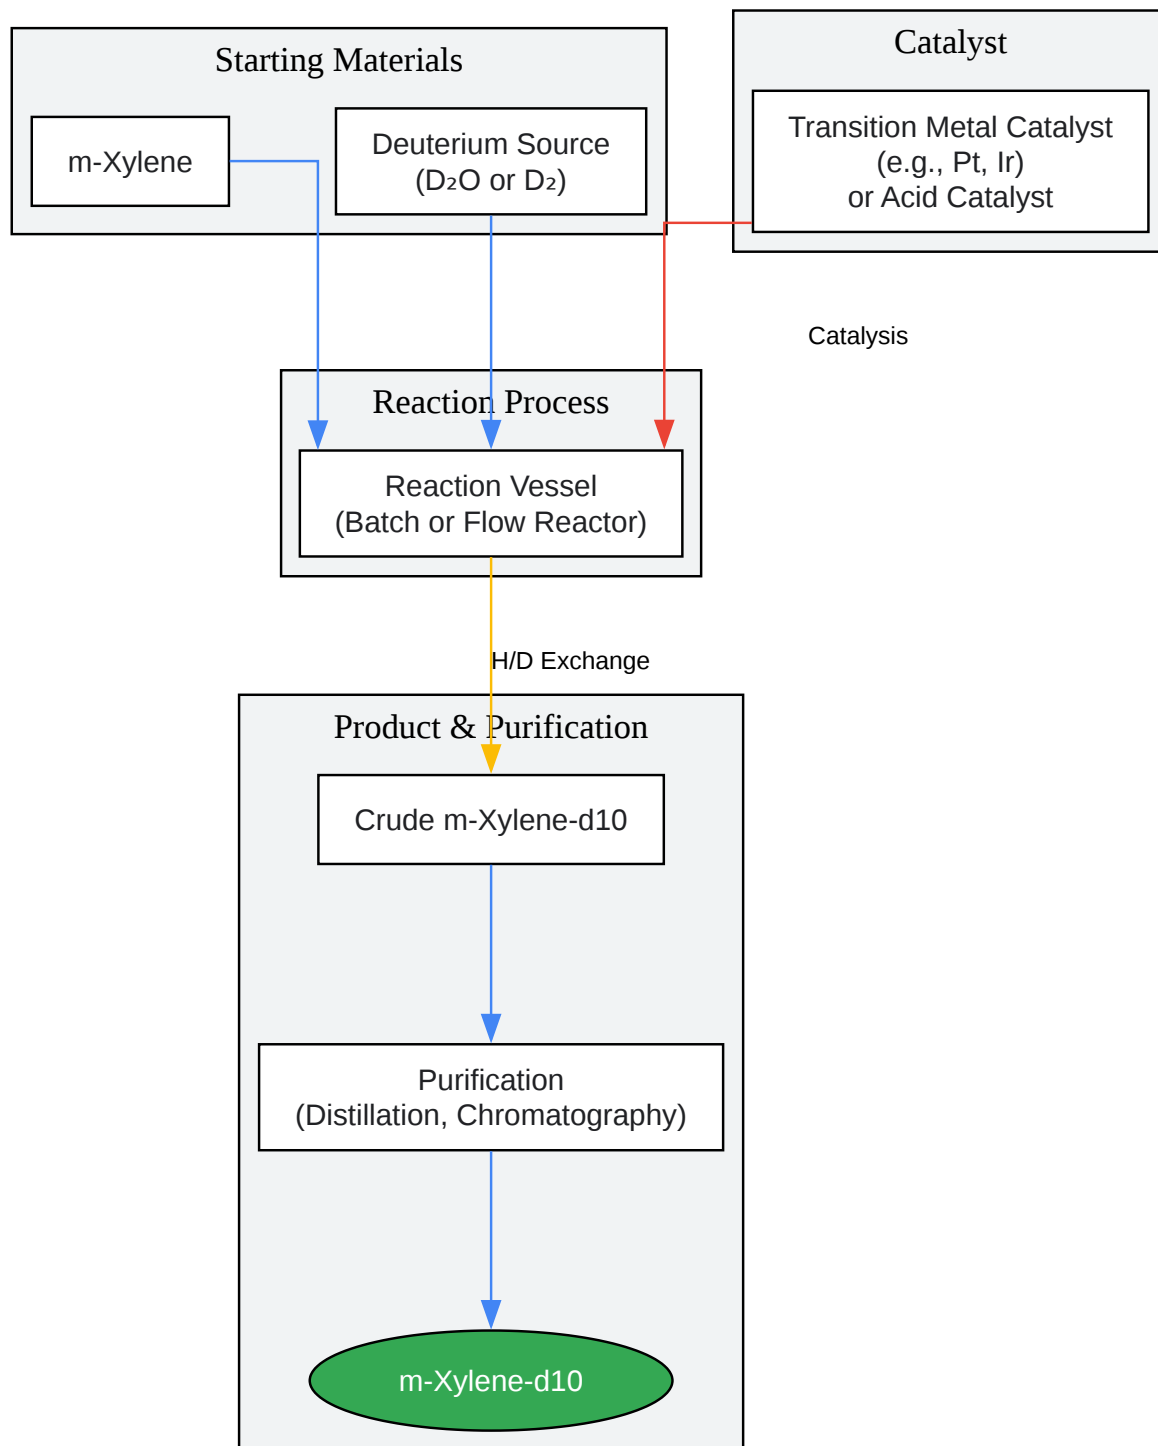 Starting Materials
m-Xylene
Deuterium Source
(D₂O or D₂)
Catalyst
Transition Metal Catalyst
(e.g., Pt, Ir)
or Acid Catalyst
Catalysis
Reaction Process
Reaction Vessel
(Batch or Flow Reactor)
H/D Exchange
Product & Purification
Crude m-Xylene-d10
Purification
(Distillation, Chromatography)
m-Xylene-d10